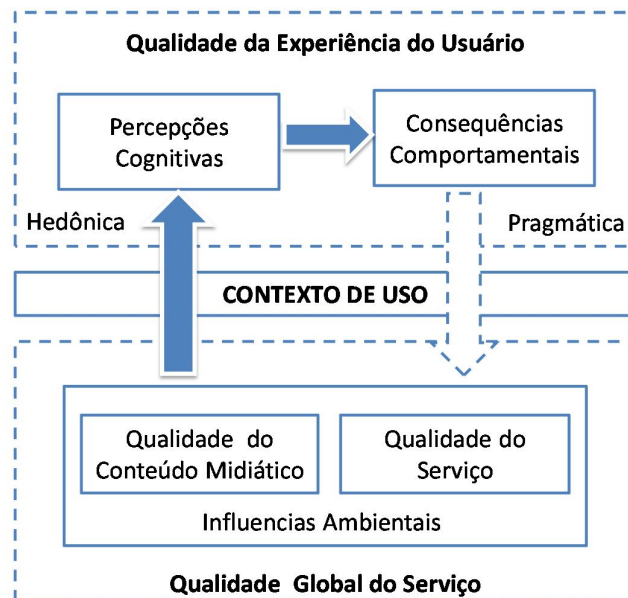 Qualidade da Experiência do Usuário
Percepções
Cognitivas
Consequências
Comportamentais
Hedônica
Pragmática
CONTEXTO DE USO
Qualidade do
Conteúdo Midiático
Qualidade do
Serviço
Influencias Ambientais
Qualidade Global do Serviço